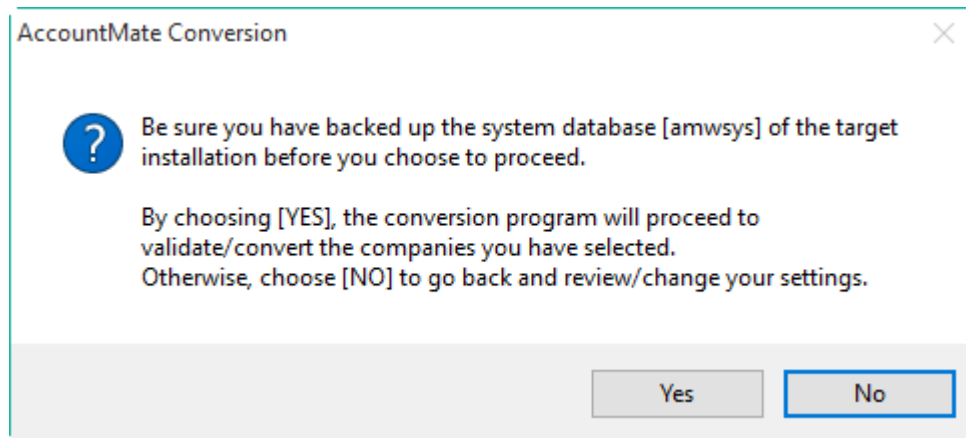 AccountMate Conversion
?
Be sure you have backed up the system database [amwsys] of the target
installation before you choose to proceed.
By choosing [YES], the conversion program will proceed to
validate/convert the companies you have selected.
Otherwise, choose [NO] to go back and review/change your settings.
Yes
No